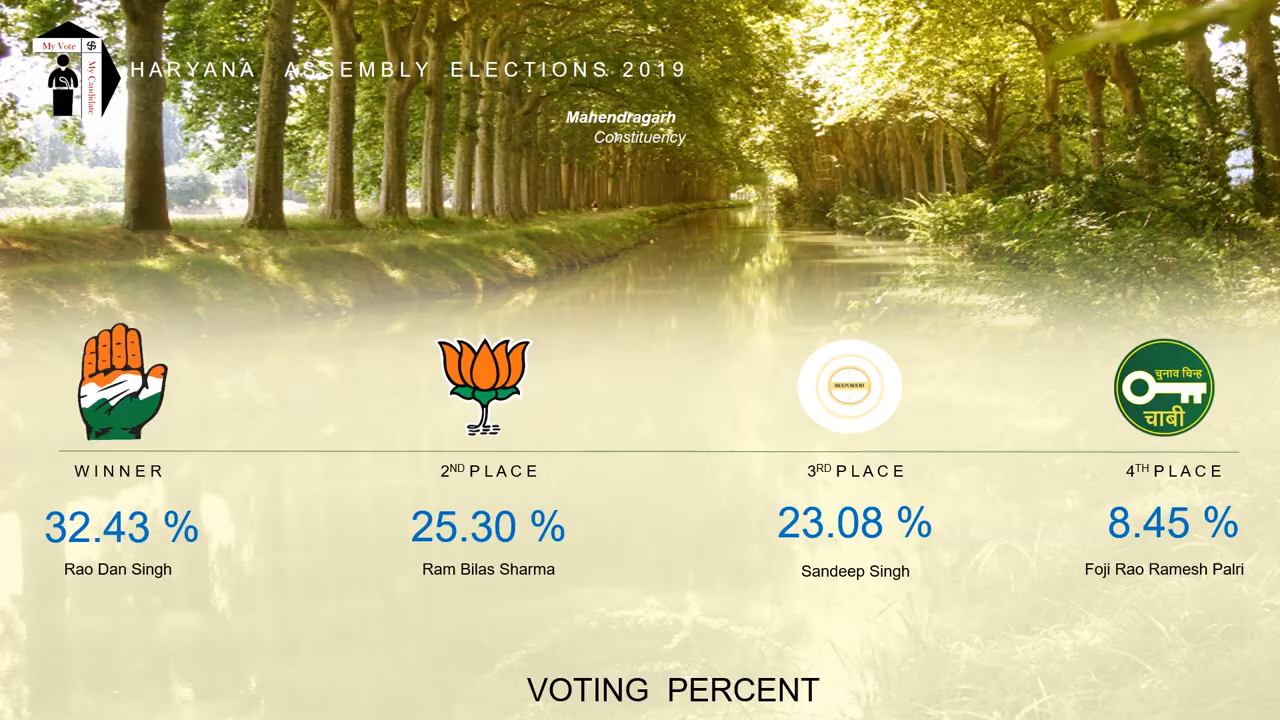 My Vote
My Candidate
HARYANA ASSEMBLY ELECTIONS 2019
Mahendragarh
Constituency
INDEPENDENT
चुनाव चिन्ह
चाबी
WINNER
2ND PLACE
3RD PLACE
4TH PLACE
32.43 %
25.30 %
23.08 %
8.45 %
Rao Dan Singh
Ram Bilas Sharma
Sandeep Singh
Foji Rao Ramesh Palri
VOTING PERCENT